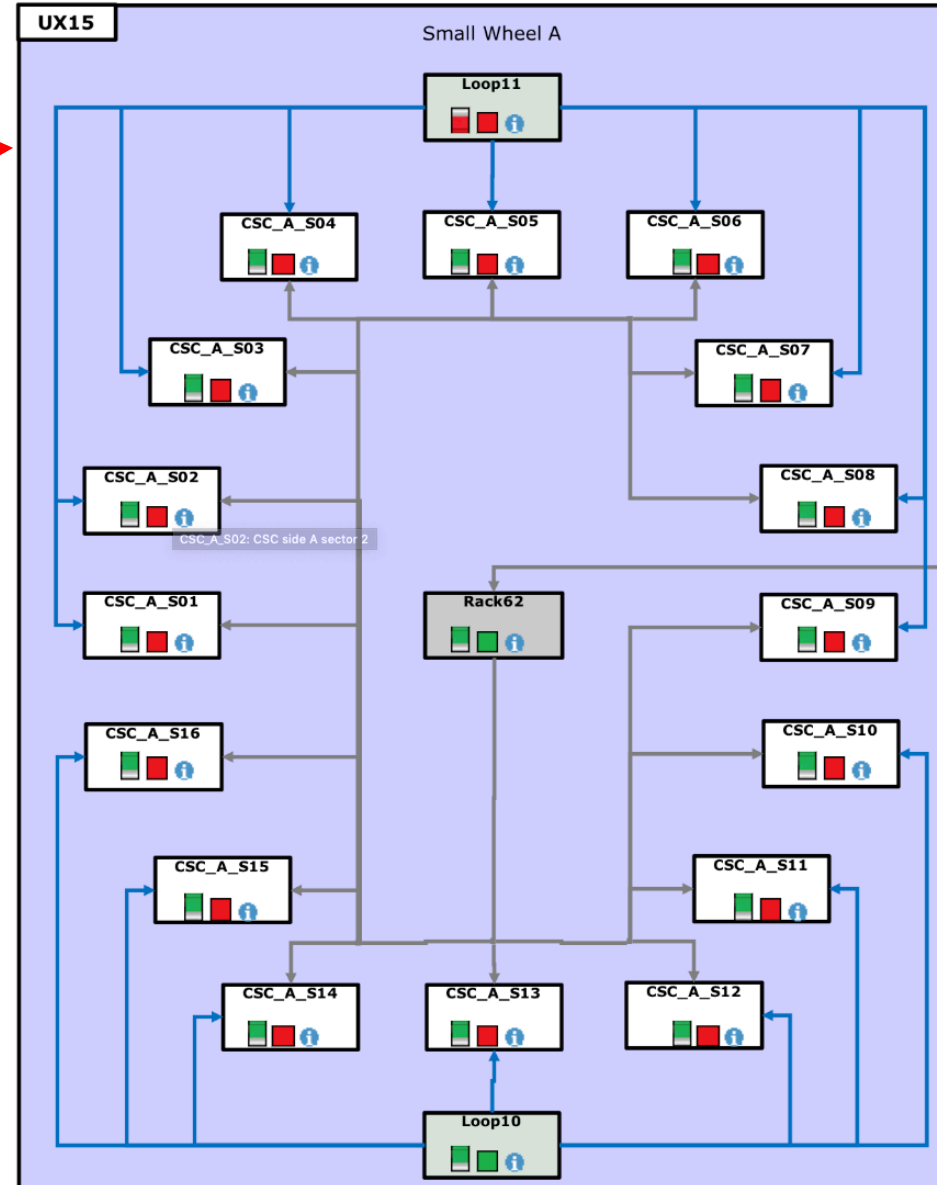 UX15
Small Wheel A
Loop11
CSC_A_S04
CSC_A_S05
CSC_A_S06
CSC_A_S03
CSC_A_S07
CSC_A_S02
CSC_A_S08
CSC_A_S02: CSC side A sector 2
CSC_A_S01
Rack62
CSC_A_S09
CSC_A_S16
CSC_A_S10
CSC_A_S15
CSC_A_S11
CSC_A_S14
CSC_A_S13
CSC_A_S12
Loop10